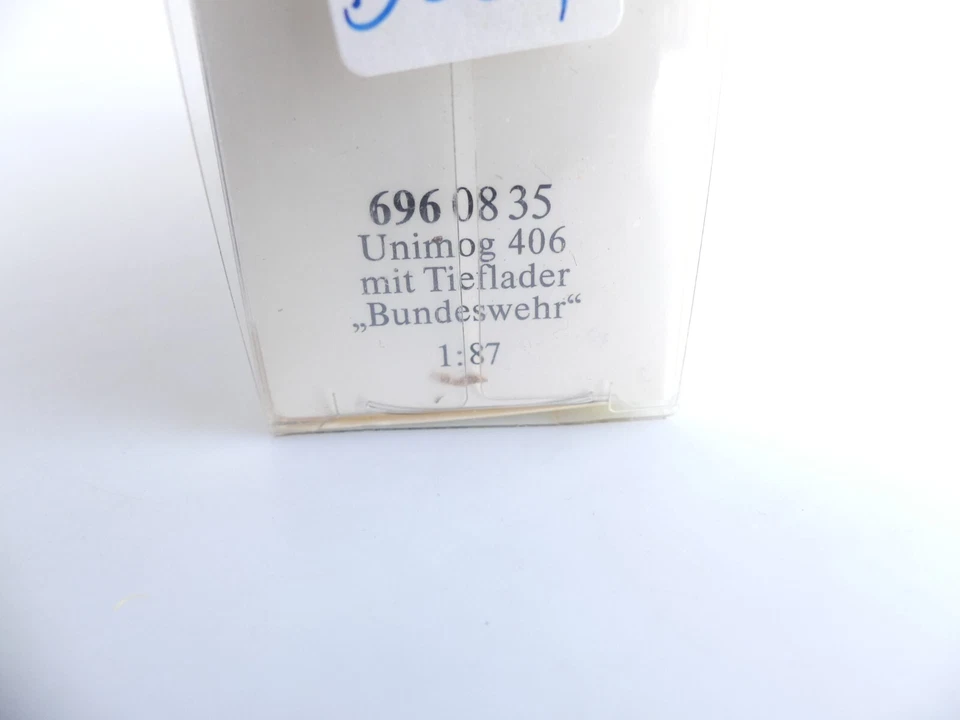 696 08 35
Unimog 406
mit Tieflader
„Bundeswehr“
1:87